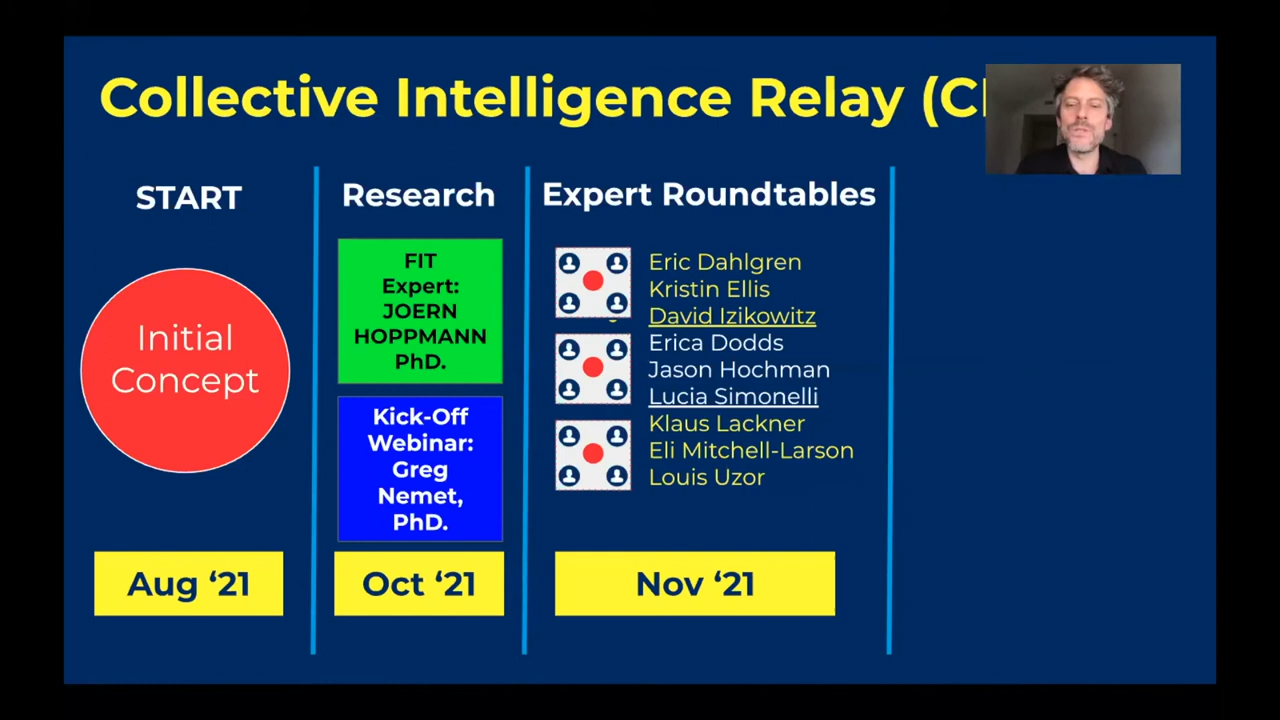 Collective Intelligence Relay (CI
START
Research
Expert Roundtables
Initial
Concept
FIT
Expert:
JOERN
HOPPMANN
PhD.
Kick-Off
Webinar:
Greg
Nemet,
PhD.
Eric Dahlgren
Kristin Ellis
David Izikowitz
Erica Dodds
Jason Hochman
Lucia Simonelli
Klaus Lackner
Eli Mitchell-Larson
Louis Uzor
Aug ‘21
Oct ‘21
Nov ‘21